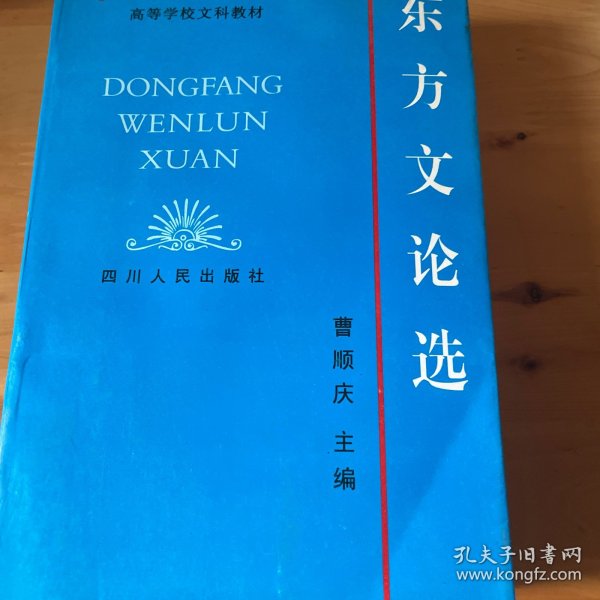 高等学校文科教材
DONGFANG
WENLUN
XUAN
四川人民出版社
东方文论选
曹顺庆 主编
孔夫子旧书网
www.kongfz.com